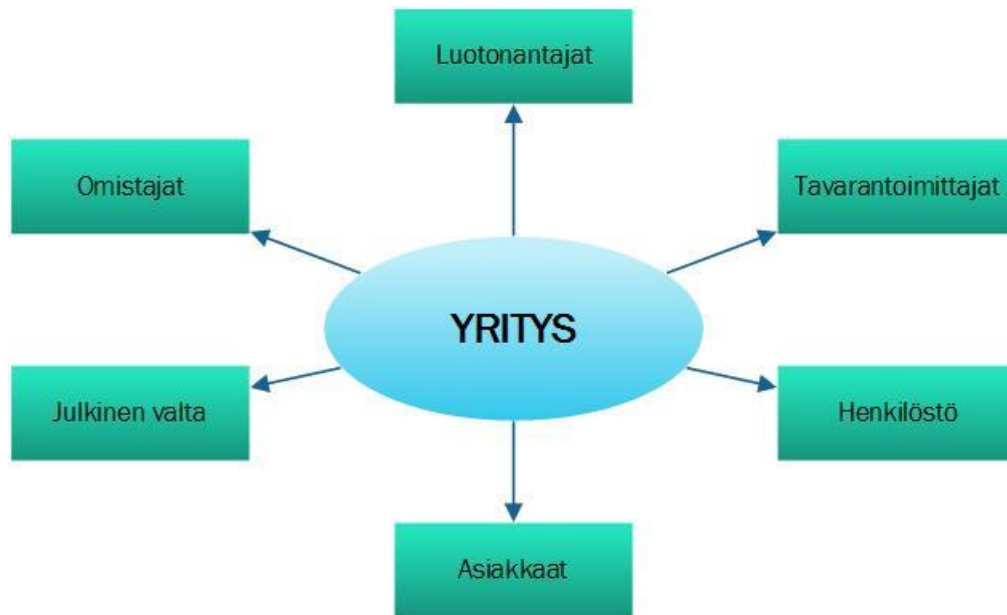 Luotonantajat
Omistajat
Tavarantoimittajat
YRITYS
Julkinen valta
Henkilöstö
Asiakkaat